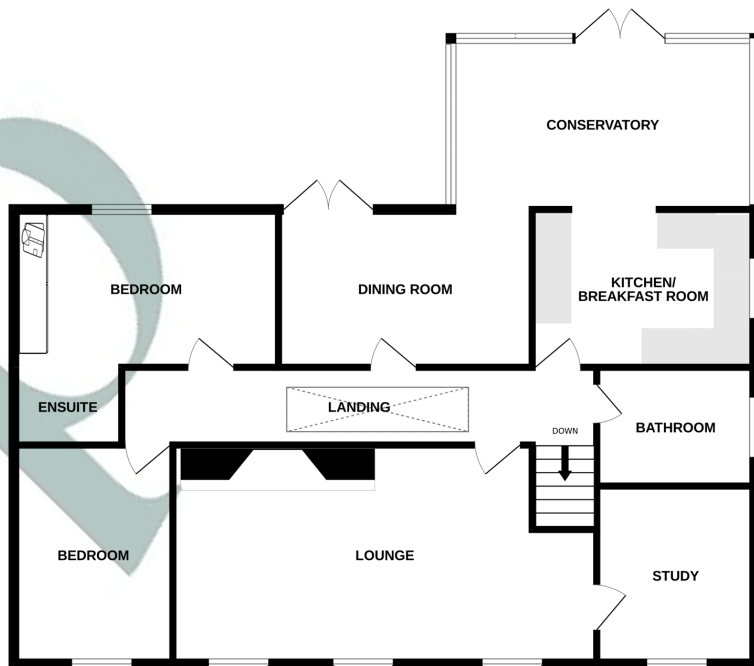 CONSERVATORY
BEDROOM
DINING ROOM
KITCHEN/
BREAKFAST ROOM
ENSUITE
LANDING
DOWN
BATHROOM
BEDROOM
LOUNGE
STUDY